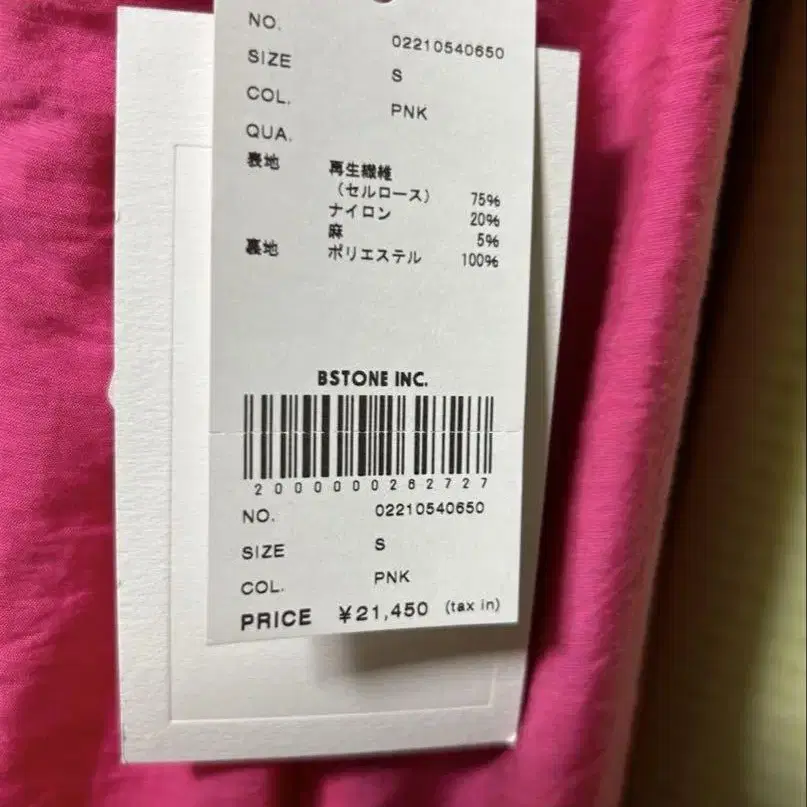 NO. 02210540650
SIZE S
COL. PNK
QUA.
表地 再生繊維
(セルロース) 75%
ナイロン 20%
麻 5%
裏地 ポリエステル 100%
BSTONE INC.
2000000262727
NO. 02210540650
SIZE S
COL. PNK
PRICE ¥21,450 (tax in)